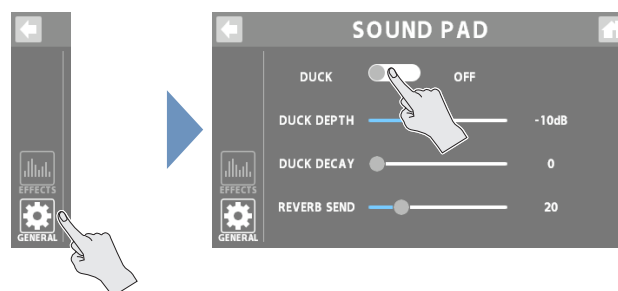 EFFECTS
GENERAL
SOUND PAD
DUCK OFF
DUCK DEPTH -10dB
DUCK DECAY 0
REVERB SEND 20
EFFECTS
GENERAL